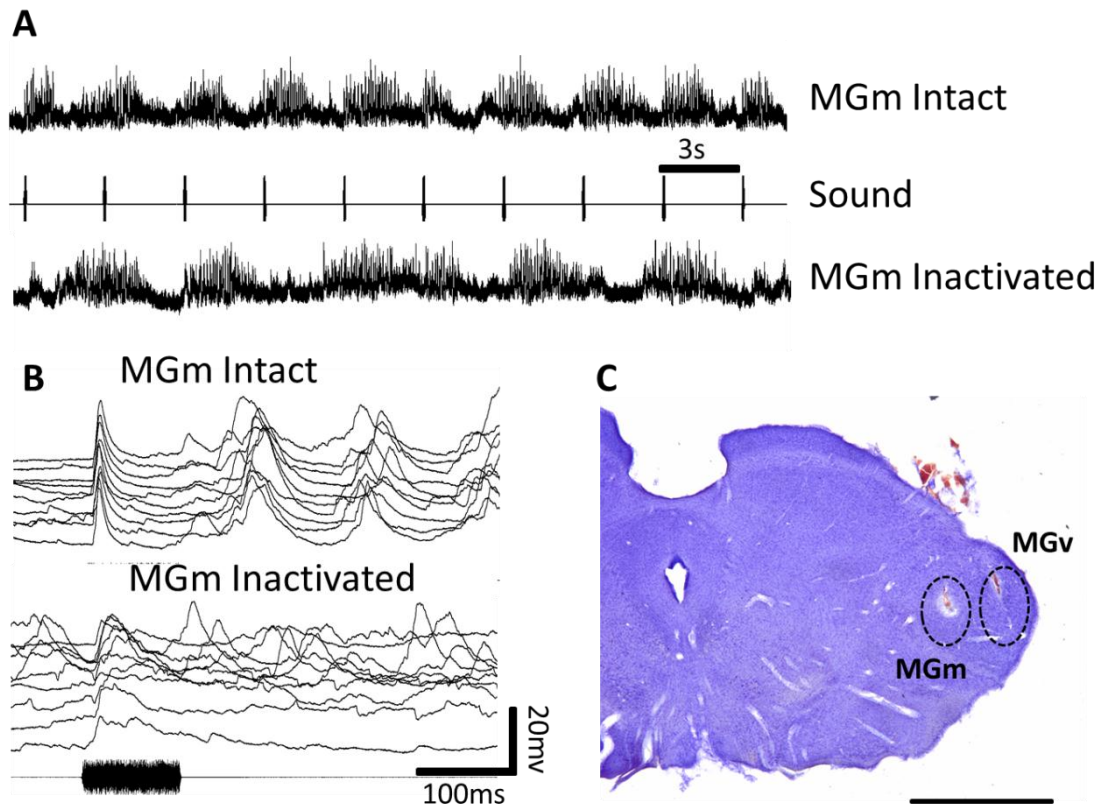 A
MGm Intact
3s
Sound
MGm Inactivated
B
MGm Intact
MGm Inactivated
20mv
100ms
C
MGv
MGm